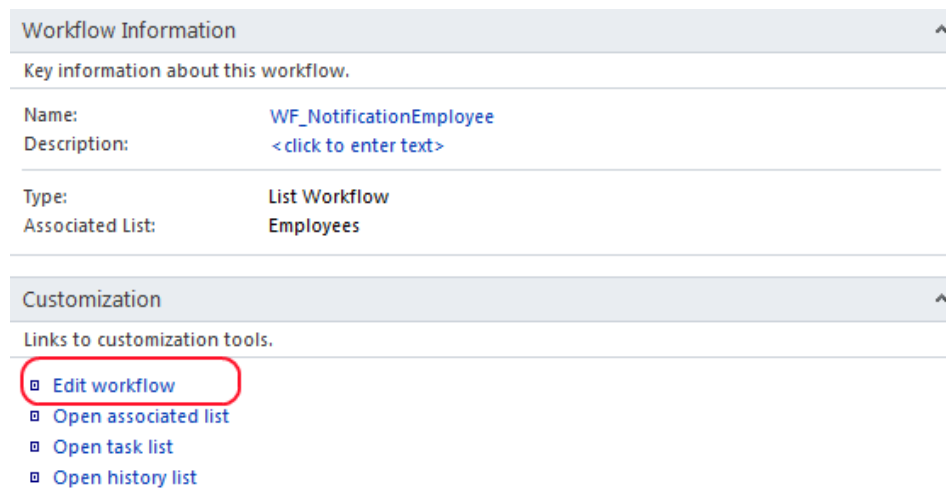 Workflow Information
Key information about this workflow.
Name: WF_NotificationEmployee
Description: <click to enter text>
Type: List Workflow
Associated List: Employees
Customization
Links to customization tools.
Edit workflow
Open associated list
Open task list
Open history list